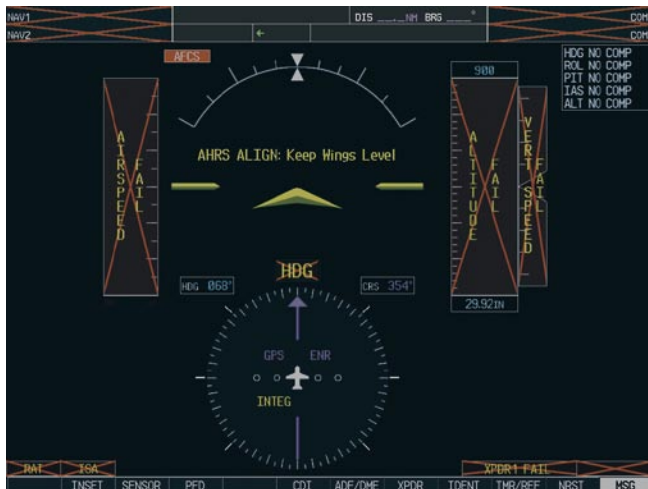 NAV1 DIS __._NM BRG ___° COM
NAV2 ← COM
AFCS
HDG NO COMP
ROL NO COMP
PIT NO COMP
IAS NO COMP
ALT NO COMP
900
AIRSPEED FAIL
ALTITUDE FAIL
VERT SPEED FAIL
AHRS ALIGN: Keep Wings Level
HDG
HDG 068° CRS 354°
29.92IN
GPS ENR
INTEG
RAT ISA XPDR1 FAIL
INSET SENSOR PFD CDI ADF/DME XPDR IDENT TMR/REF NRST MSG